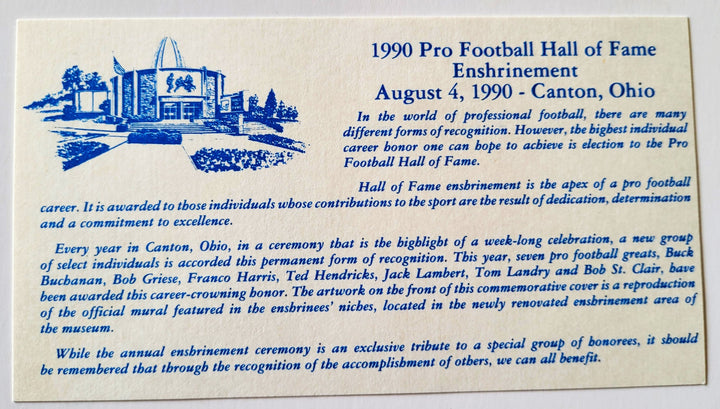 1990 Pro Football Hall of Fame
Enshrinement
August 4, 1990 - Canton, Ohio
In the world of professional football, there are many
different forms of recognition. However, the highest individual
career honor one can hope to achieve is election to the Pro
Football Hall of Fame.
Hall of Fame enshrinement is the apex of a pro football
career. It is awarded to those individuals whose contributions to the sport are the result of dedication, determination
and a commitment to excellence.
Every year in Canton, Ohio, in a ceremony that is the highlight of a week-long celebration, a new group
of select individuals is accorded this permanent form of recognition. This year, seven pro football greats, Buck
Buchanan, Bob Griese, Franco Harris, Ted Hendricks, Jack Lambert, Tom Landry and Bob St. Clair, have
been awarded this career-crowning honor. The artwork on the front of this commemorative cover is a reproduction
of the official mural featured in the enshrinees' niches, located in the newly renovated enshrinement area of
the museum.
While the annual enshrinement ceremony is an exclusive tribute to a special group of honorees, it should
be remembered that through the recognition of the accomplishment of others, we can all benefit.